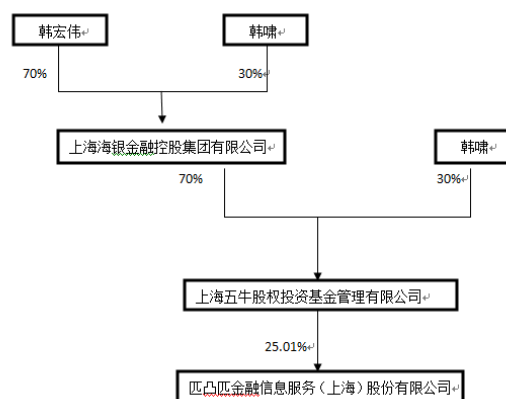 韩宏伟
韩啸
70%
30%
上海海银金融控股集团有限公司
韩啸
70%
30%
上海五牛股权投资基金管理有限公司
25.01%
匹凸匹金融信息服务(上海)股份有限公司